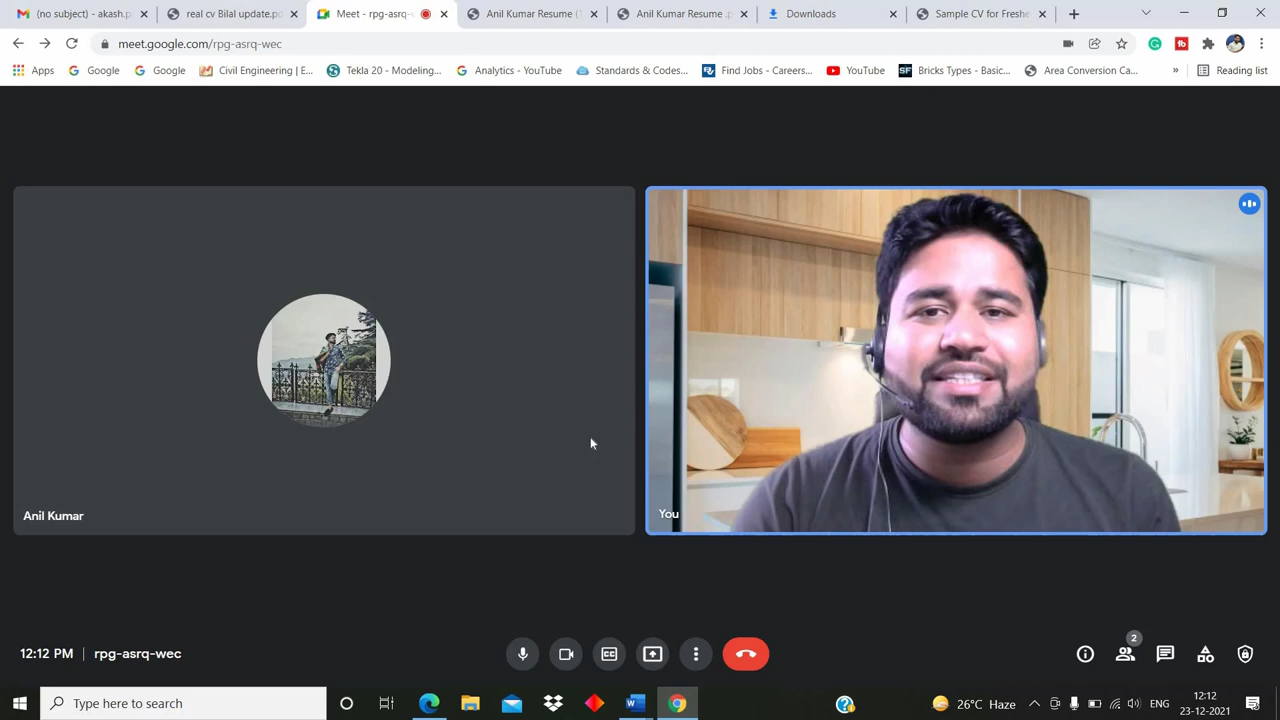 (no subject) - akash.p
real cv Bilal update.pd
Meet - rpg-asrq-w
Anil Kumar Resume (1
Anil Kumar Resume .p
Downloads
Sample CV for Freshe
meet.google.com/rpg-asrq-wec
Apps
Google
Google
Civil Engineering | E...
Tekla 20 - Modeling...
Analytics - YouTube
Standards & Codes...
Find Jobs - Careers...
YouTube
SF
Bricks Types - Basic...
Area Conversion Ca...
»
Reading list
Anil Kumar
You
12:12 PM | rpg-asrq-wec
2
Type here to search
26°C Haze
ENG
12:12
23-12-2021